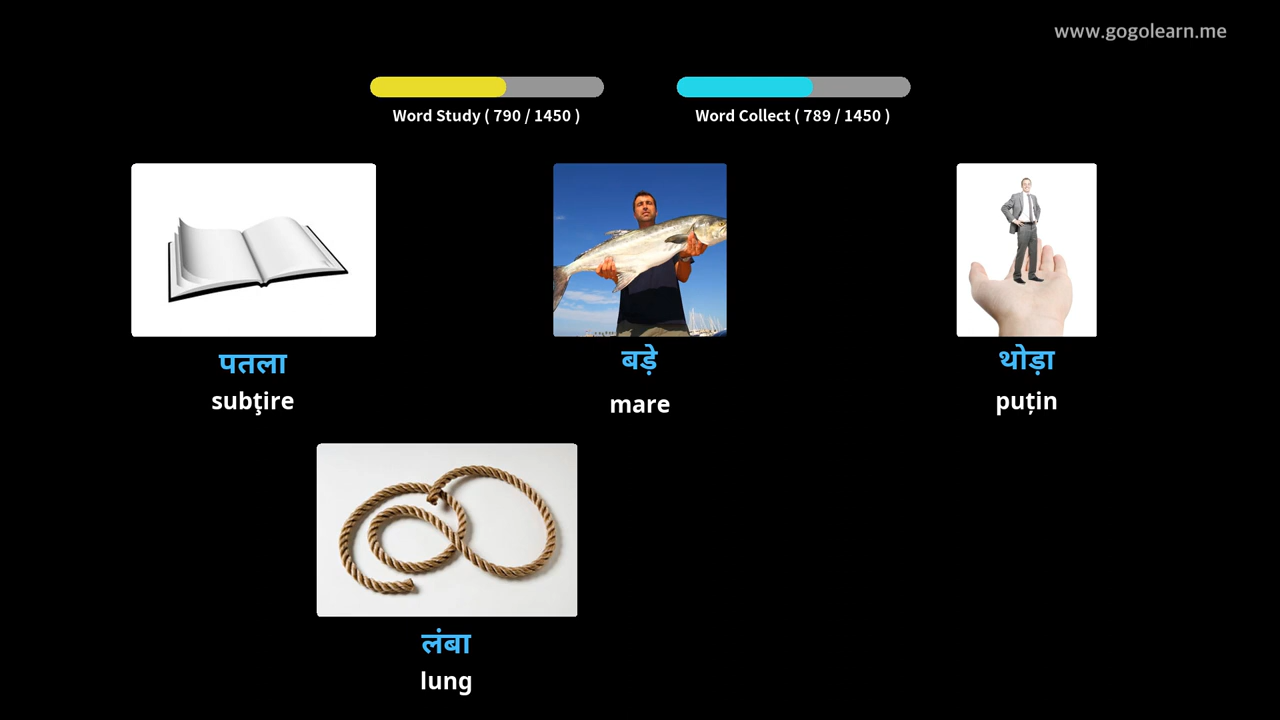 www.gogolearn.me
Word Study ( 790 / 1450 )
Word Collect ( 789 / 1450 )
पतला
subţire
बड़े
mare
थोड़ा
puțin
लंबा
lung